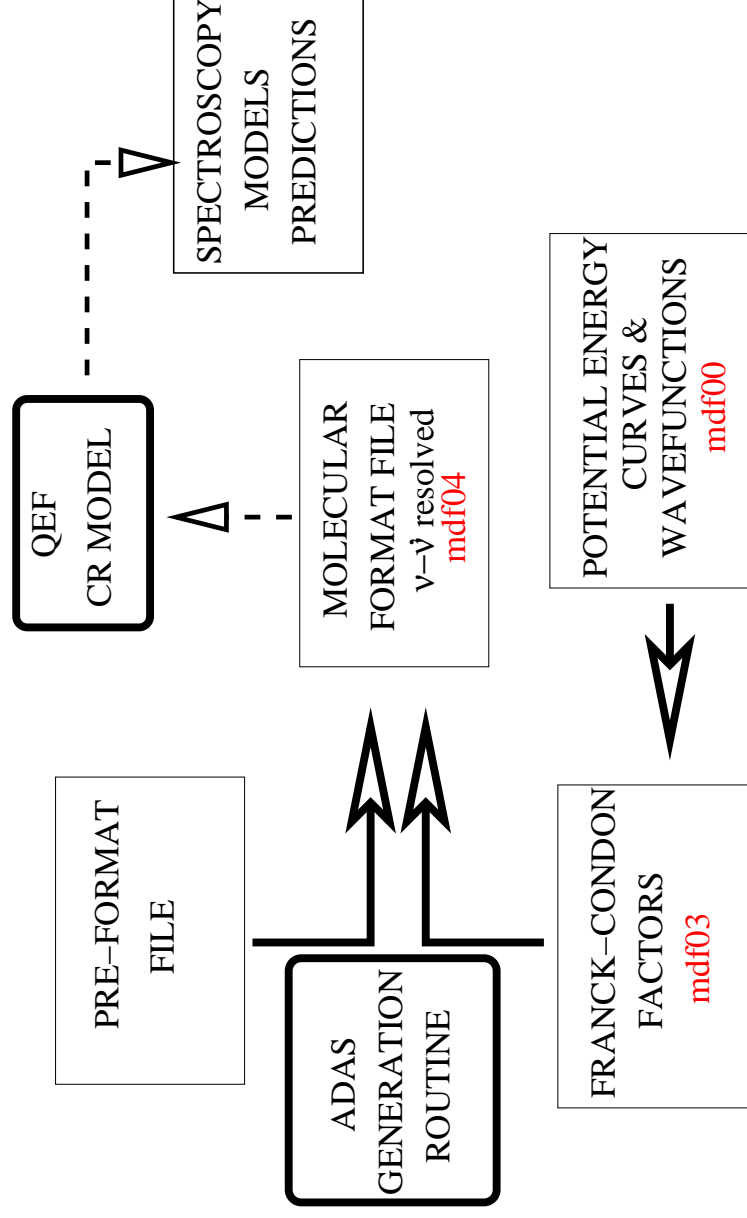 PRE−FORMAT
FILE
ADAS
GENERATION
ROUTINE
FRANCK−CONDON
FACTORS
mdf03
QEF
CR MODEL
MOLECULAR
FORMAT FILE
ν−ν̇ resolved
mdf04
POTENTIAL ENERGY
CURVES &
WAVEFUNCTIONS
mdf00
SPECTROSCOPY
MODELS
PREDICTIONS